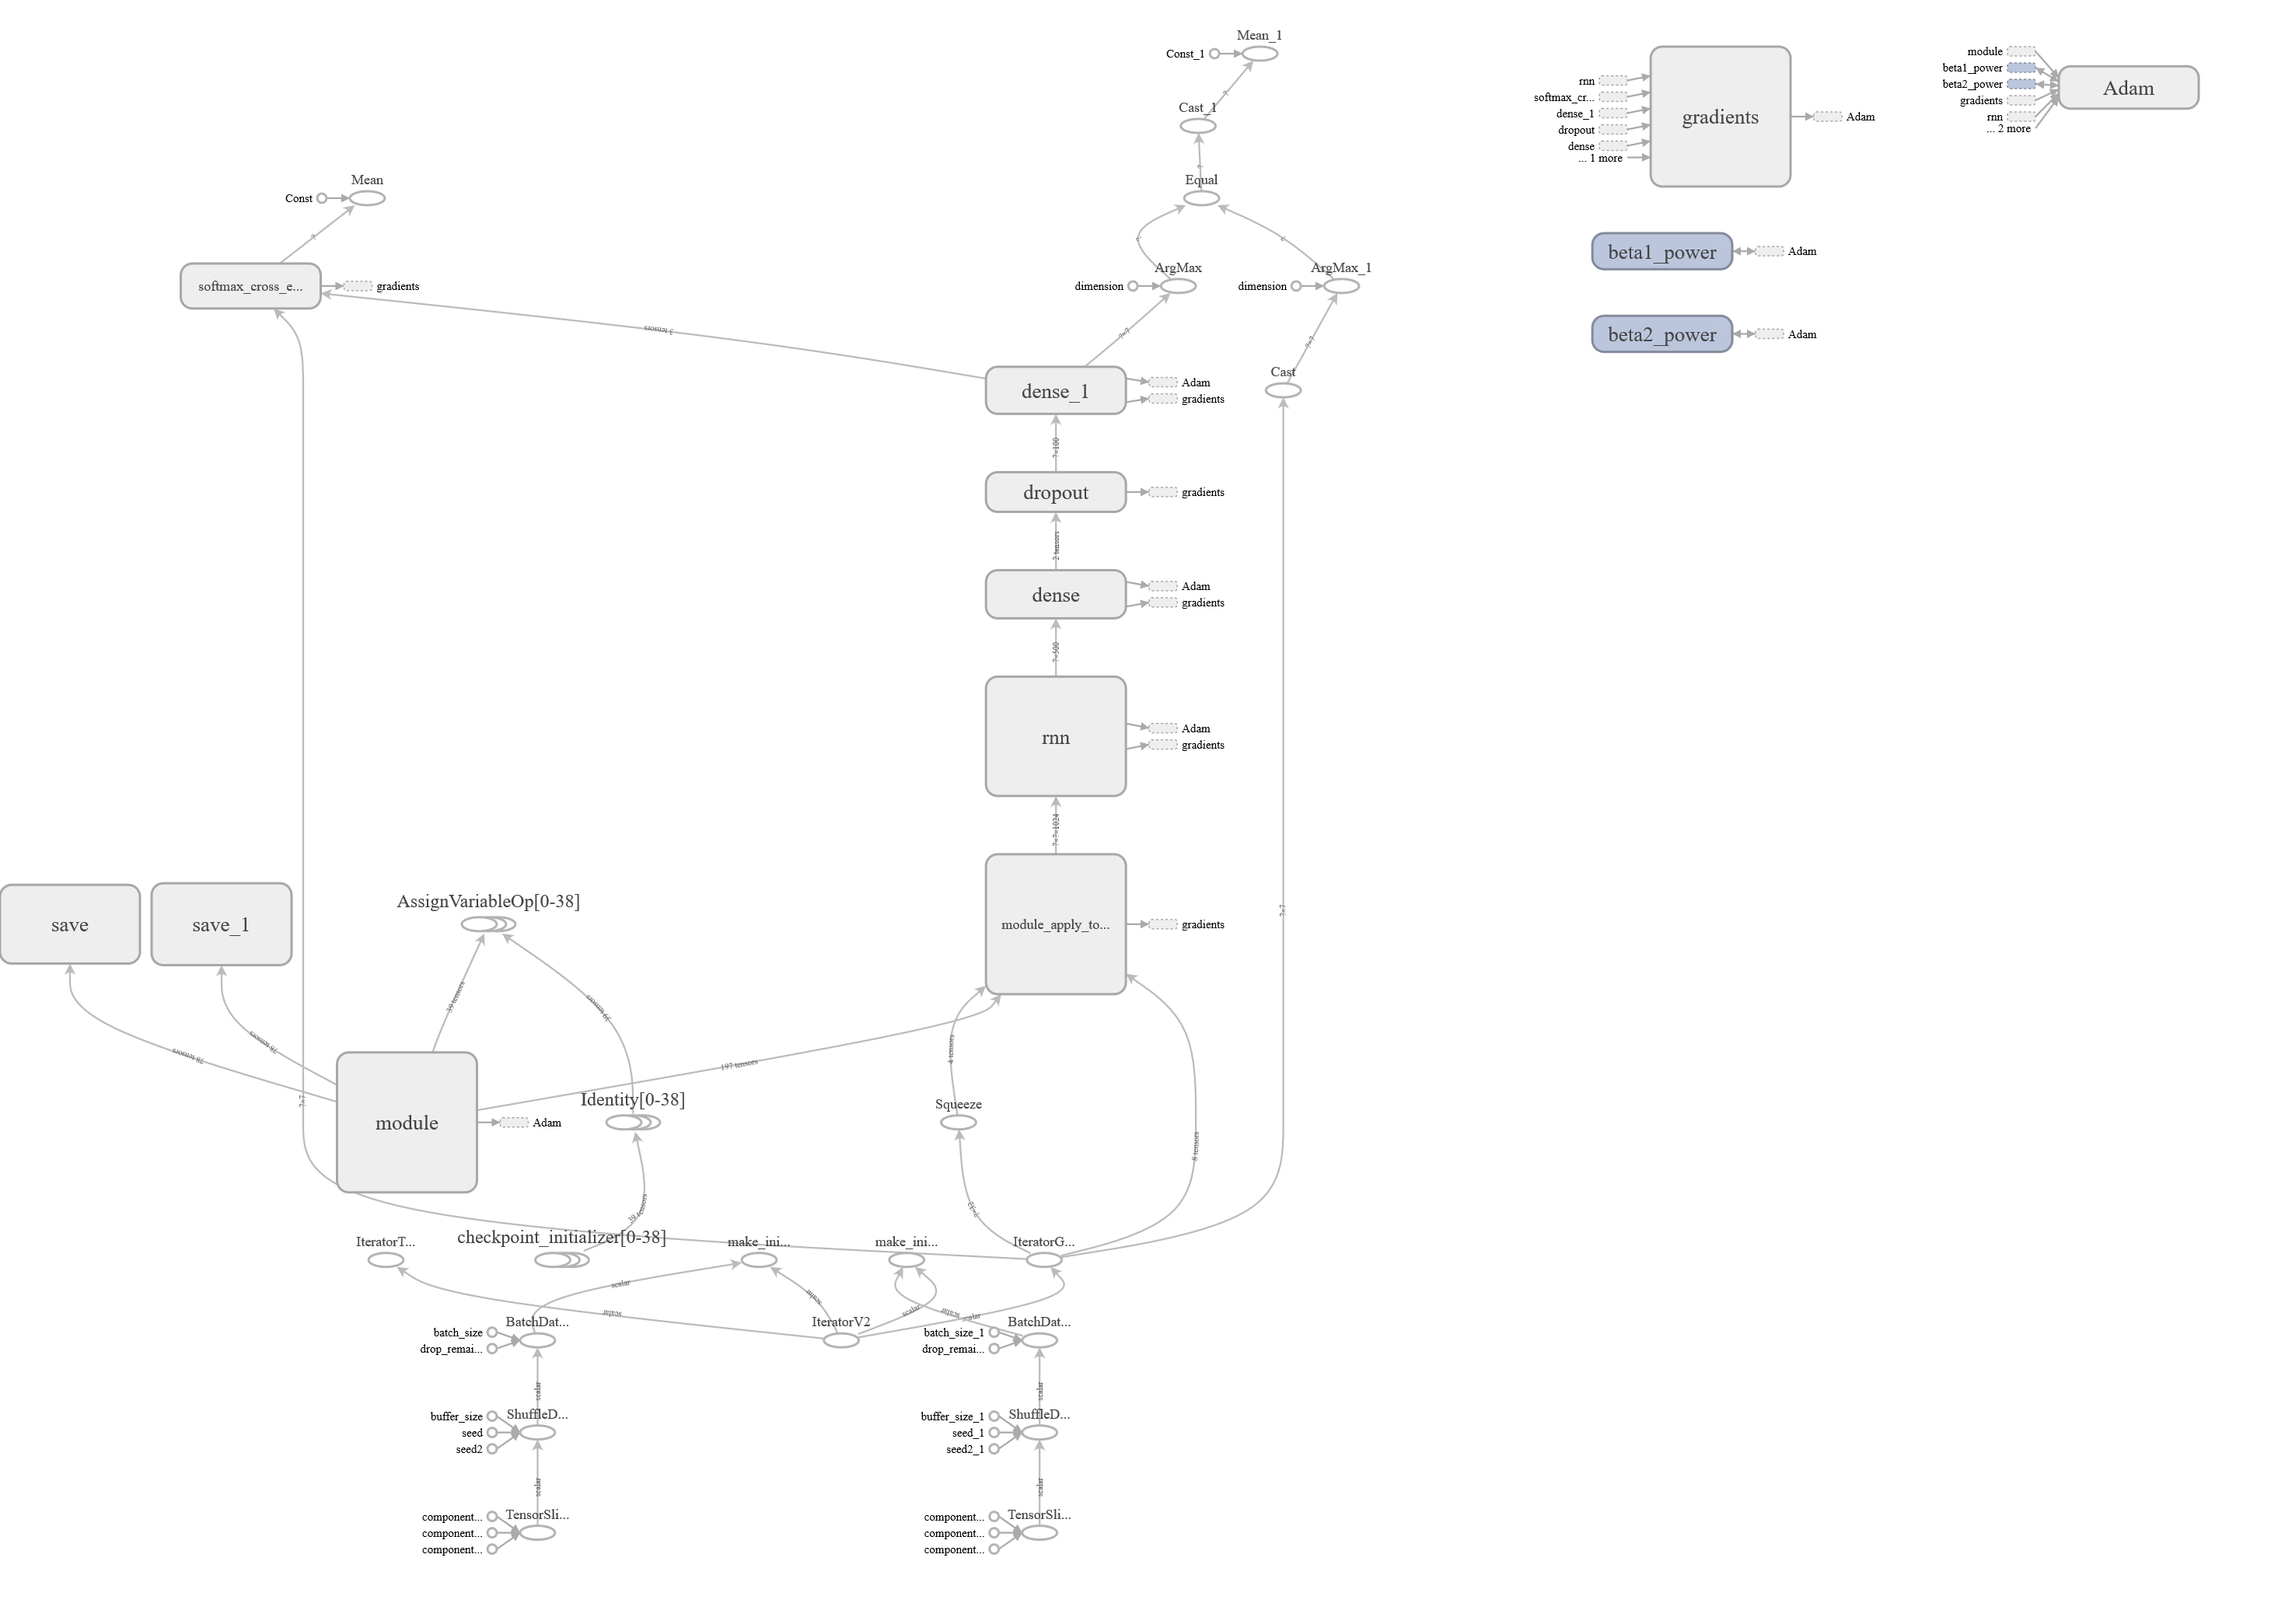 Mean_1
Const_1
Cast_1
?
?
Equal
Mean
Const
?
?
?
softmax_cross_e...
gradients
ArgMax
dimension
ArgMax_1
dimension
3 tensors
?×?
?×?
Cast
dense_1
Adam
gradients
?×100
dropout
gradients
2 tensors
dense
Adam
gradients
?×500
rnn
Adam
gradients
?×?×1024
module_apply_to...
gradients
?×?
save
save_1
AssignVariableOp[0-38]
39 tensors
39 tensors
78 tensors
78 tensors
197 tensors
4 tensors
?×?
module
Adam
Identity[0-38]
Squeeze
8 tensors
39 tensors
?×32
IteratorT...
checkpoint_initializer[0-38]
make_ini...
make_ini...
IteratorG...
scalar
scalar
scalar
scalar
scalar
scalar
BatchDat...
batch_size
drop_remai...
IteratorV2
BatchDat...
batch_size_1
drop_remai...
scalar
scalar
ShuffleD...
buffer_size
seed
seed2
ShuffleD...
buffer_size_1
seed_1
seed2_1
scalar
scalar
TensorSli...
component...
component...
component...
TensorSli...
component...
component...
component...
rnn
softmax_cr...
dense_1
dropout
dense
... 1 more
gradients
Adam
module
beta1_power
beta2_power
gradients
rnn
... 2 more
Adam
beta1_power
Adam
beta2_power
Adam